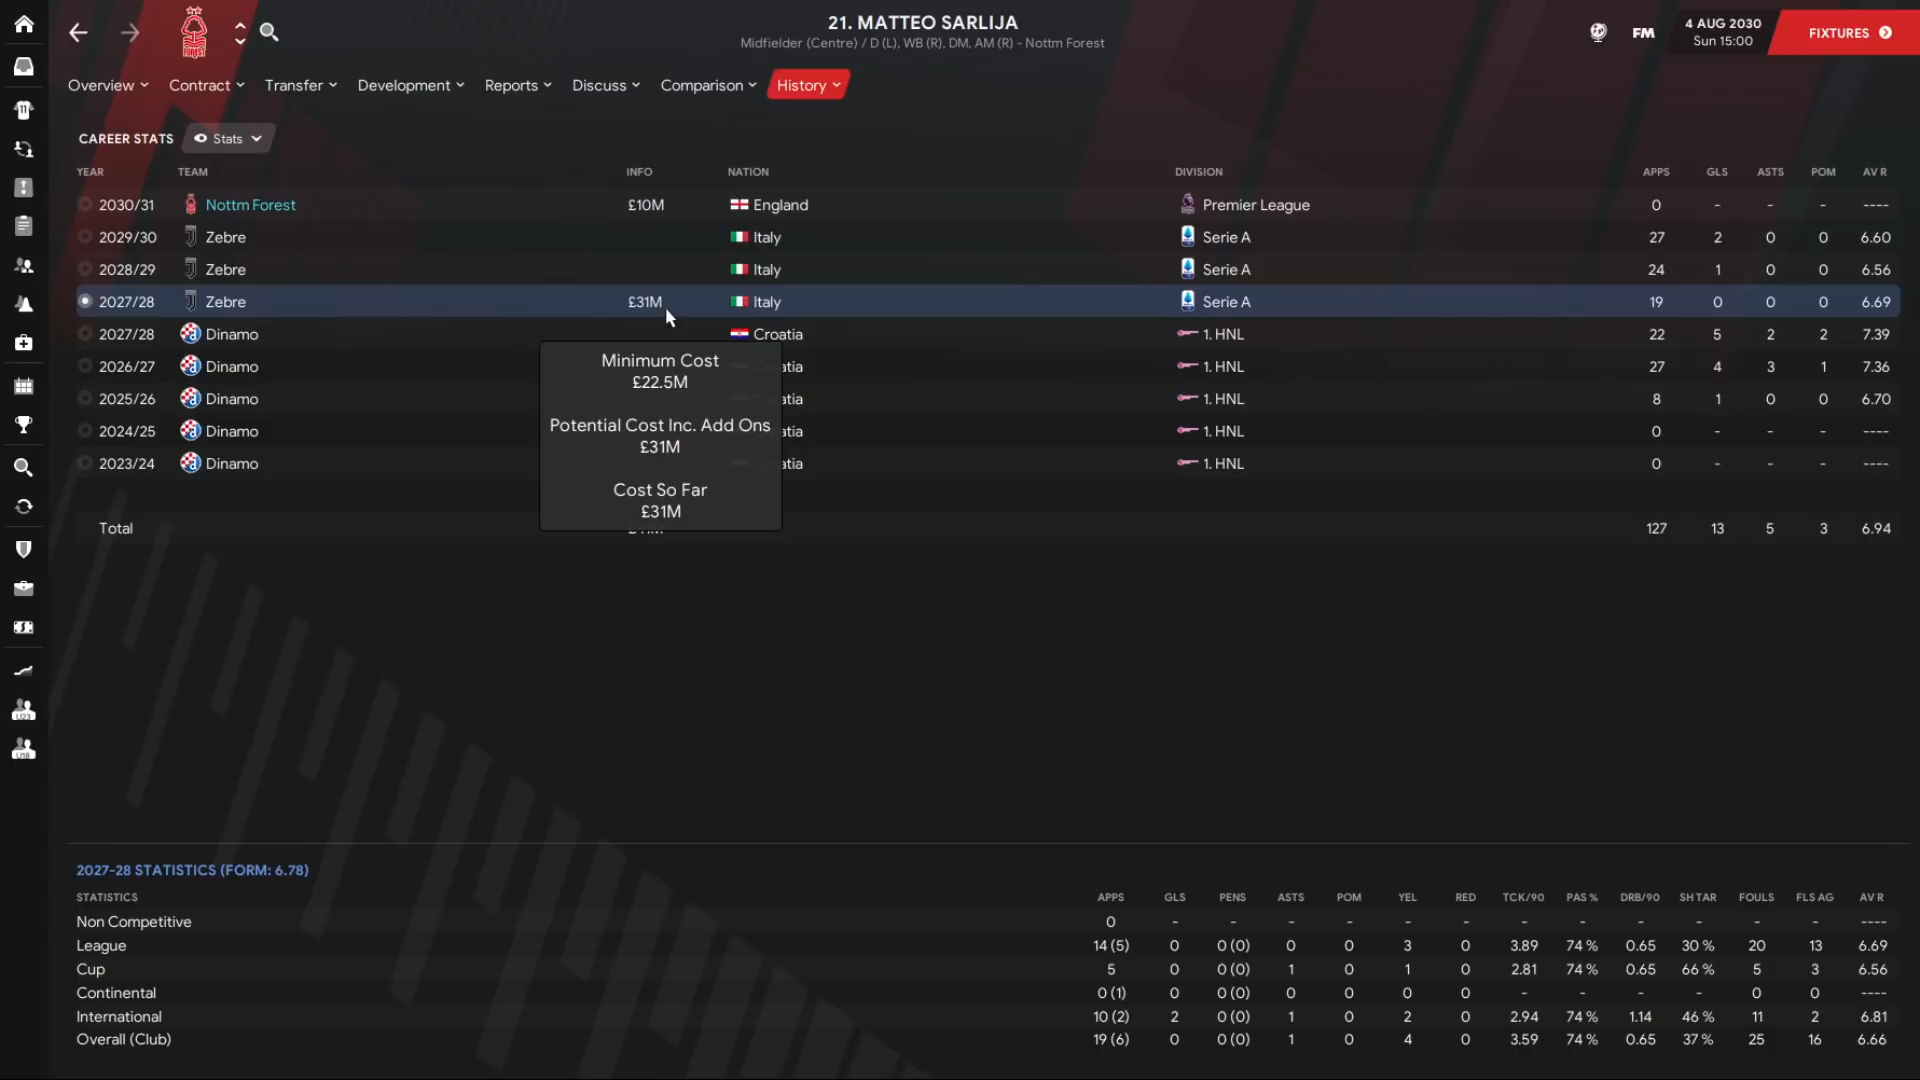 21. MATTEO SARLIJA
Midfielder (Centre) / D (L), WB (R), DM, AM (R) - Nottm Forest
FOREST
FM
4 AUG 2030
Sun 15:00
FIXTURES
Overview Contract Transfer Development Reports Discuss Comparison History
CAREER STATS Stats
YEAR TEAM INFO NATION DIVISION APPS GLS ASTS POM AV R
2030/31 Nottm Forest £10M England Premier League 0 - - - ----
2029/30 Zebre Italy Serie A 27 2 0 0 6.60
2028/29 Zebre Italy Serie A 24 1 0 0 6.56
2027/28 Zebre £31M Italy Serie A 19 0 0 0 6.69
2027/28 Dinamo Croatia 1. HNL 22 5 2 2 7.39
2026/27 Dinamo atia 1. HNL 27 4 3 1 7.36
2025/26 Dinamo atia 1. HNL 8 1 0 0 6.70
2024/25 Dinamo atia 1. HNL 0 - - - ----
2023/24 Dinamo atia 1. HNL 0 - - - ----
Minimum Cost
£22.5M
Potential Cost Inc. Add Ons
£31M
Cost So Far
£31M
Total 127 13 5 3 6.94
U23
U18
2027-28 STATISTICS (FORM: 6.78)
STATISTICS APPS GLS PENS ASTS POM YEL RED TCK/90 PAS % DRB/90 SH TAR FOULS FLS AG AV R
Non Competitive 0 - - - - - - - - - - - - ----
League 14 (5) 0 0 (0) 0 0 3 0 3.89 74 % 0.65 30 % 20 13 6.69
Cup 5 0 0 (0) 1 0 1 0 2.81 74 % 0.65 66 % 5 3 6.56
Continental 0 (1) 0 0 (0) 0 0 0 0 - - - - 0 0 ----
International 10 (2) 2 0 (0) 1 0 2 0 2.94 74 % 1.14 46 % 11 2 6.81
Overall (Club) 19 (6) 0 0 (0) 1 0 4 0 3.59 74 % 0.65 37 % 25 16 6.66